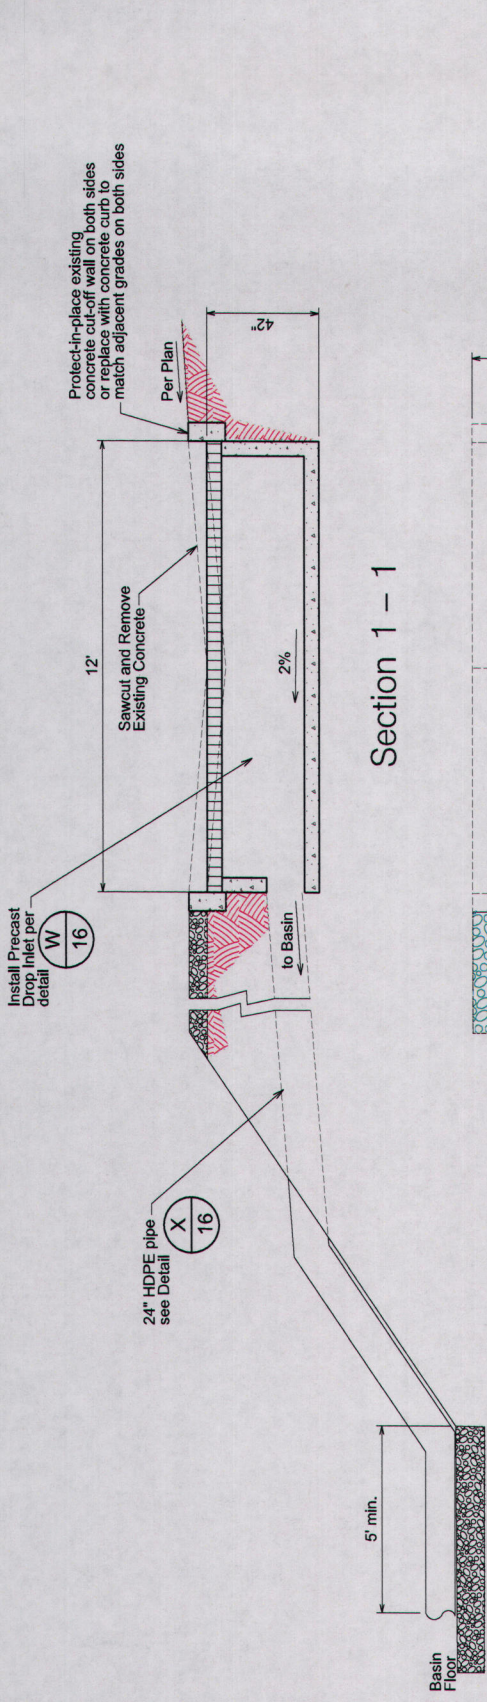 Protect-in-place existing
concrete cut-off wall on both sides
or replace with concrete curb to
match adjacent grades on both sides
Per Plan
42"
12'
Sawcut and Remove
Existing Concrete
2%
Section 1 – 1
Install Precast
Drop Inlet per
detail
W
16
to Basin
24" HDPE pipe
see Detail
X
16
5' min.
Basin
Floor